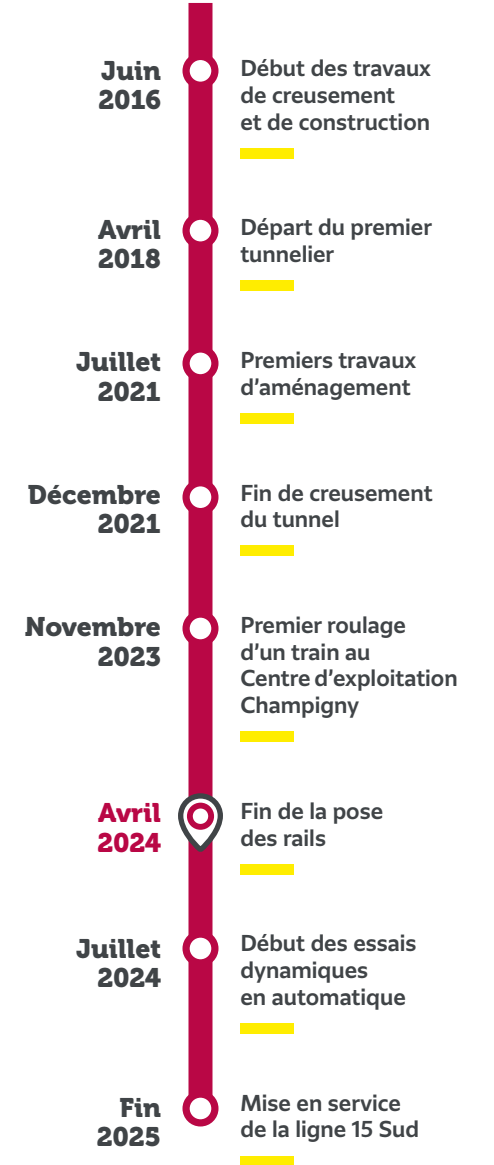 Juin
2016
Début des travaux
de creusement
et de construction
Avril
2018
Départ du premier
tunnelier
Juillet
2021
Premiers travaux
d'aménagement
Décembre
2021
Fin de creusement
du tunnel
Novembre
2023
Premier roulage
d'un train au
Centre d'exploitation
Champigny
Avril
2024
Fin de la pose
des rails
Juillet
2024
Début des essais
dynamiques
en automatique
Fin
2025
Mise en service
de la ligne 15 Sud